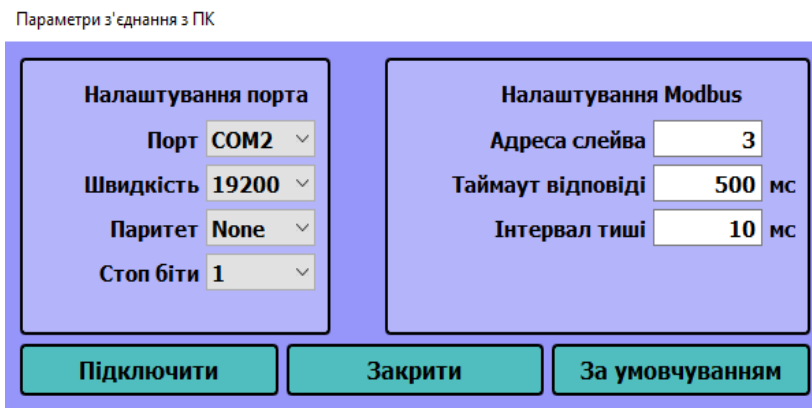 Параметри з'єднання з ПК
Налаштування порта
Порт COM2
Швидкість 19200
Паритет None
Стоп біти 1
Налаштування Modbus
Адреса слейва 3
Таймаут відповіді 500 мс
Інтервал тиші 10 мс
Підключити
Закрити
За умовчуванням